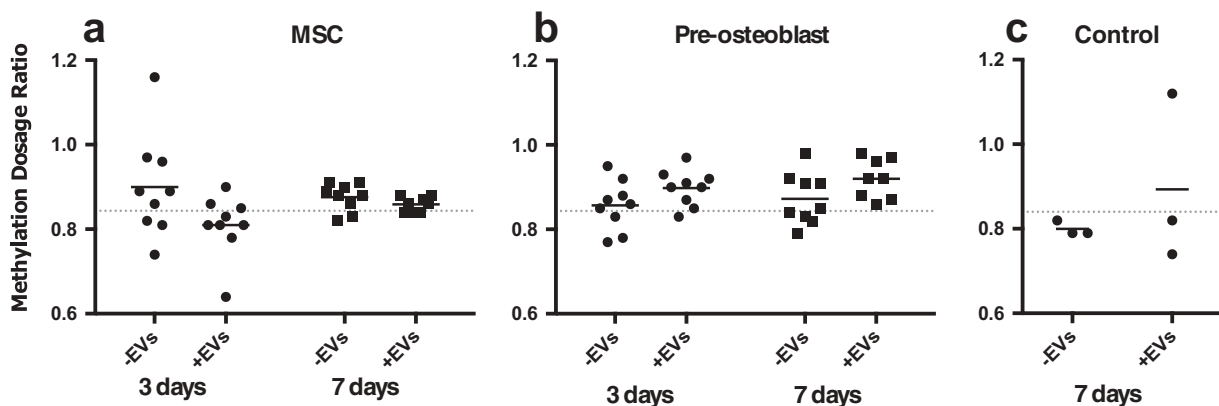 a MSC
b Pre-osteoblast
c Control
Methylation Dosage Ratio
1.2
1.0
0.8
0.6
-EVs +EVs -EVs +EVs
3 days 7 days
1.2
1.0
0.8
0.6
-EVs +EVs -EVs +EVs
3 days 7 days
1.2
1.0
0.8
0.6
-EVs +EVs
7 days